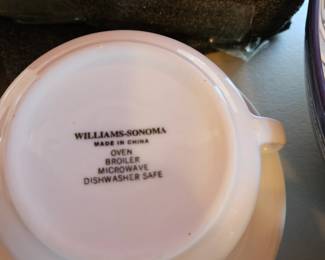 WILLIAMS-SONOMA
MADE IN CHINA
OVEN
BROILER
MICROWAVE
DISHWASHER SAFE